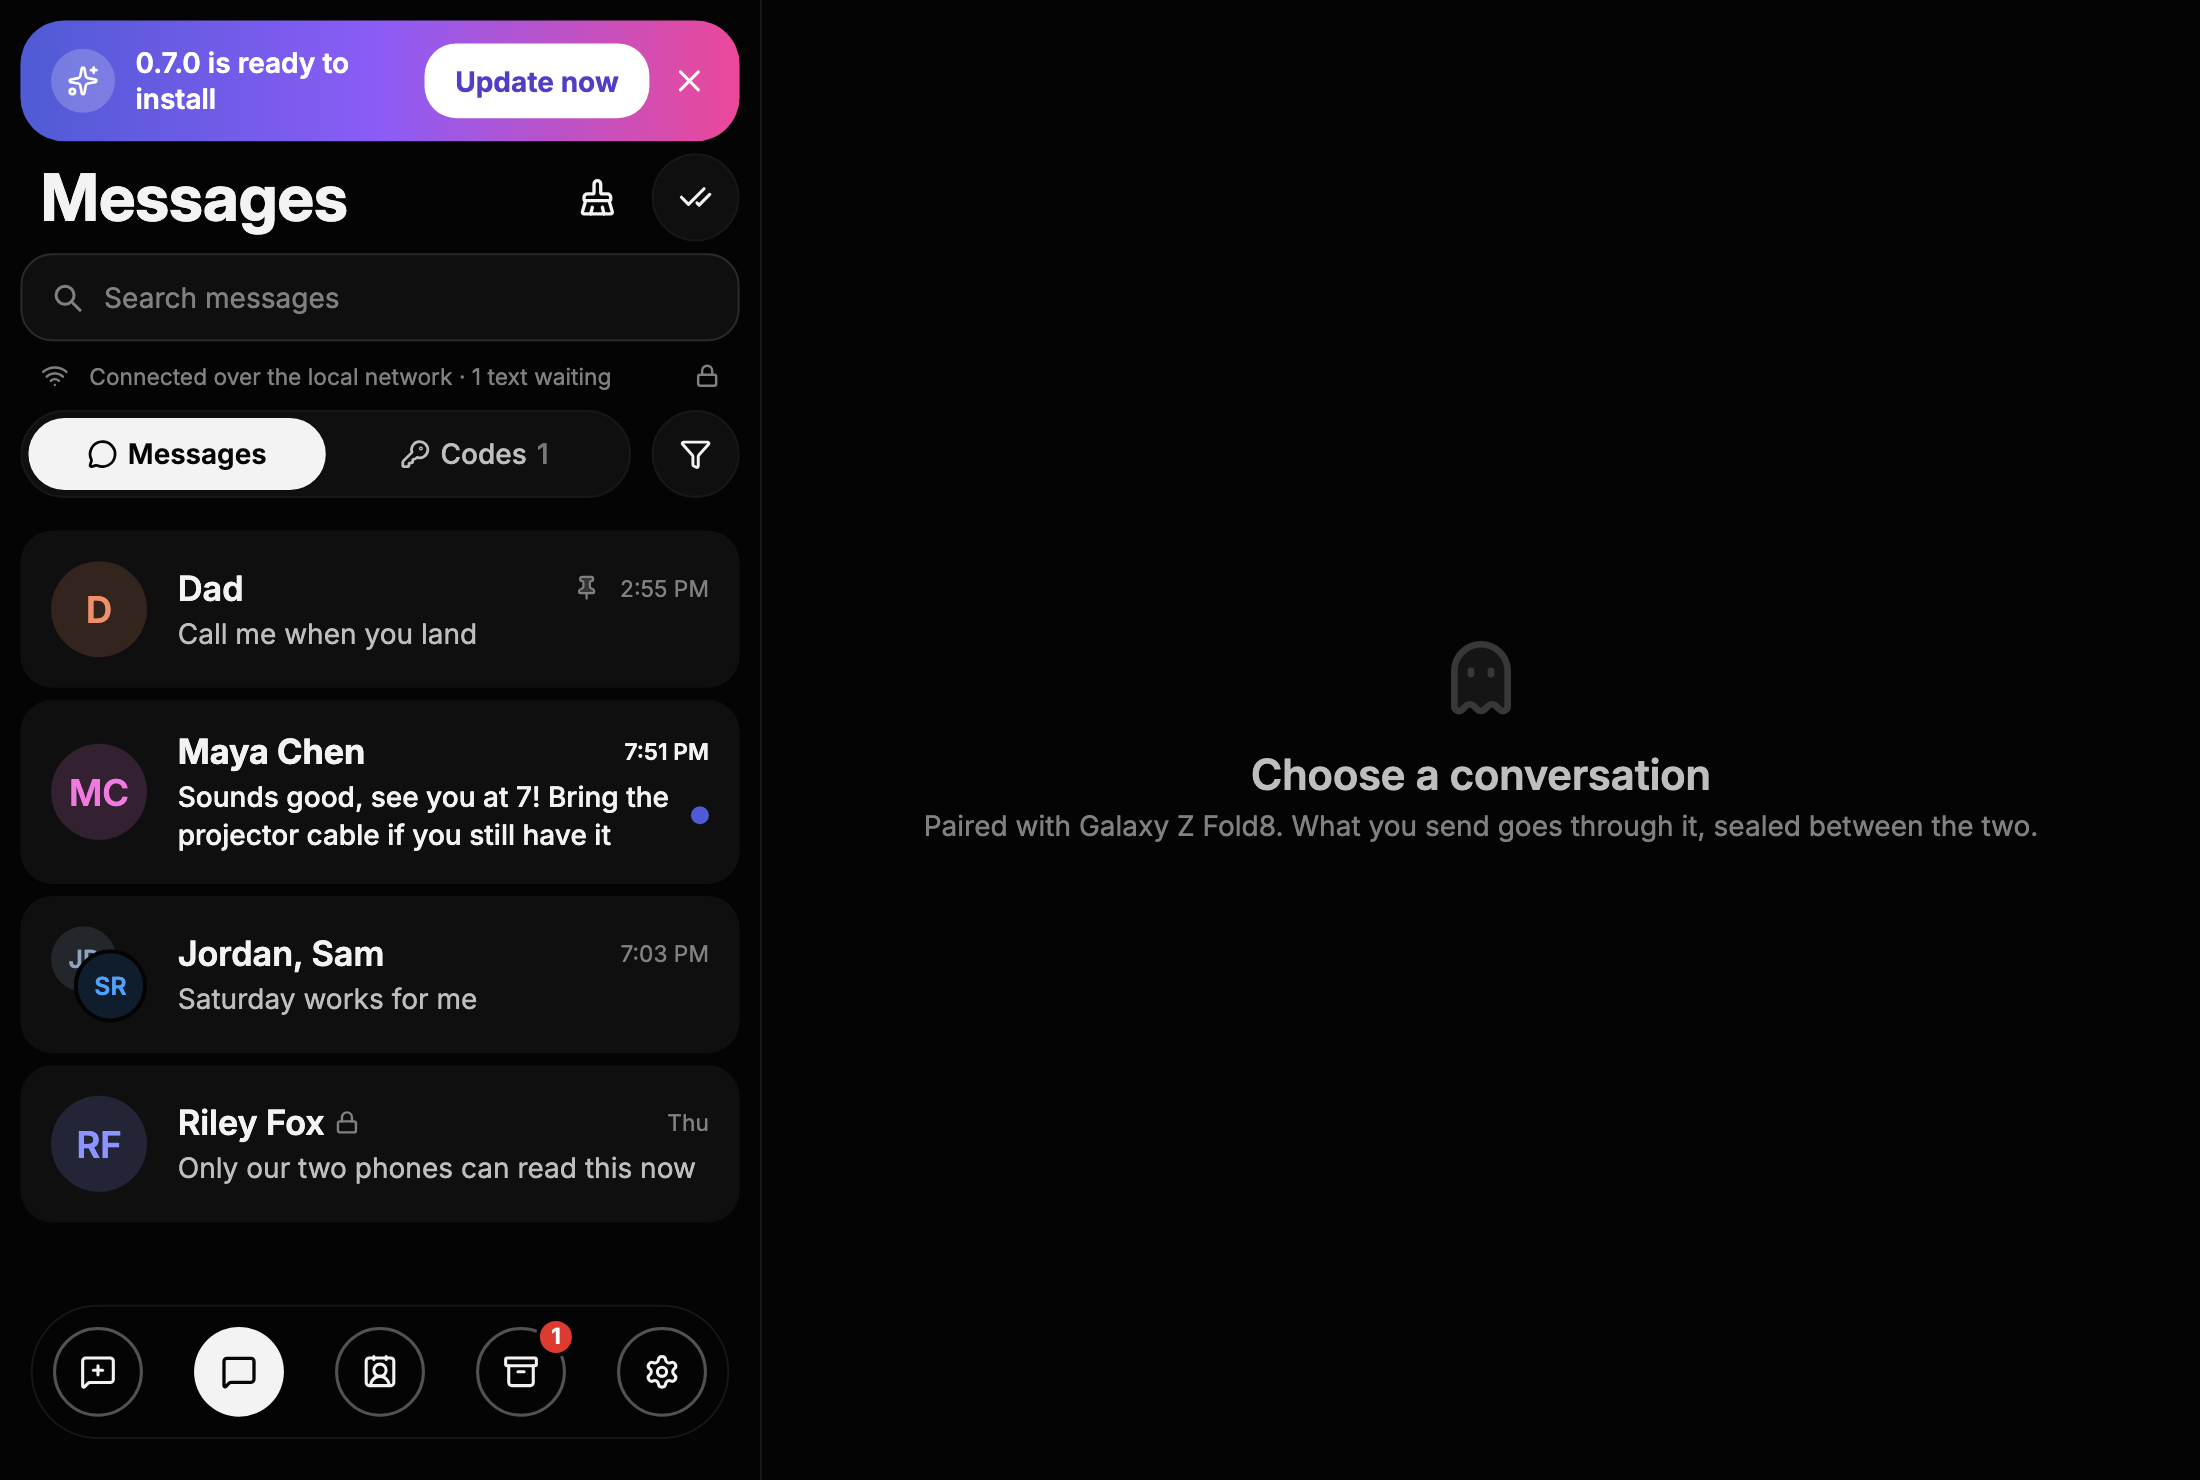 0.7.0 is ready to
install
Update now
Messages
Search messages
Connected over the local network · 1 text waiting
Messages
Codes 1
D
Dad
2:55 PM
Call me when you land
MC
Maya Chen
7:51 PM
Sounds good, see you at 7! Bring the
projector cable if you still have it
SR
Jordan, Sam
7:03 PM
Saturday works for me
RF
Riley Fox
Thu
Only our two phones can read this now
1
Choose a conversation
Paired with Galaxy Z Fold8. What you send goes through it, sealed between the two.